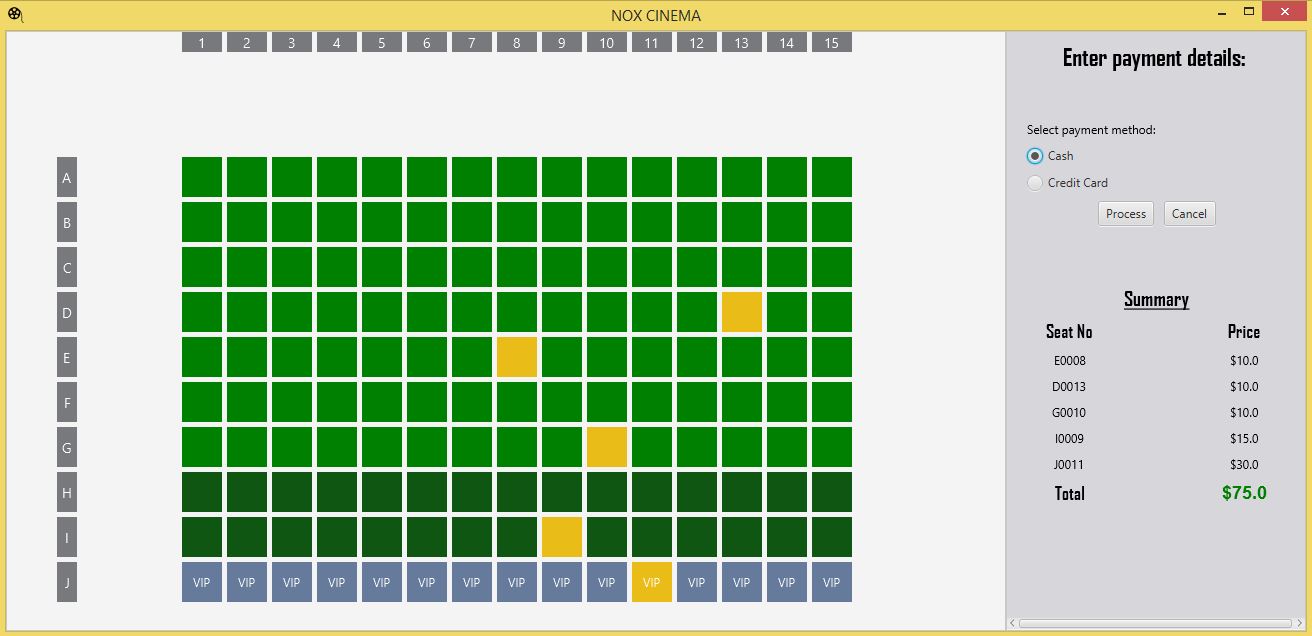 NOX CINEMA
1 2 3 4 5 6 7 8 9 10 11 12 13 14 15
A
B
C
D
E
F
G
H
I
J VIP VIP VIP VIP VIP VIP VIP VIP VIP VIP VIP VIP VIP VIP VIP
Enter payment details:
Select payment method:
Cash
Credit Card
Process Cancel
Summary
Seat No Price
E0008 $10.0
D0013 $10.0
G0010 $10.0
I0009 $15.0
J0011 $30.0
Total $75.0